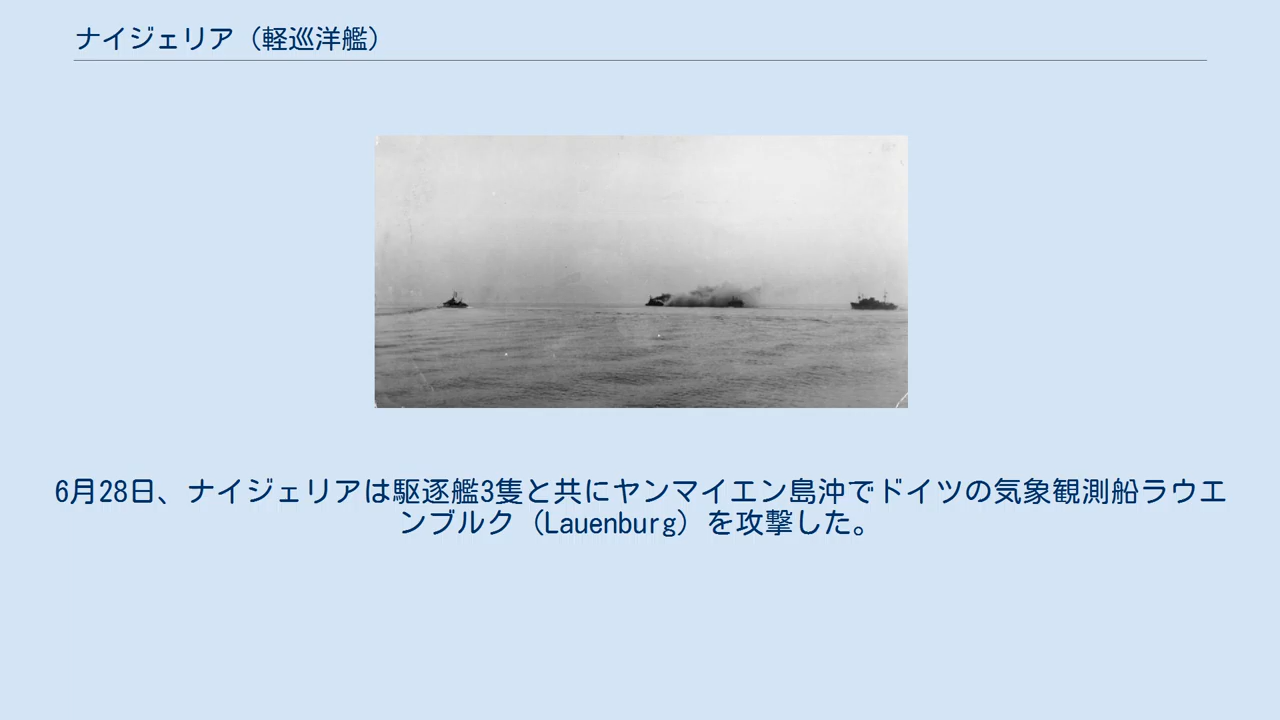 ナイジェリア（軽巡洋艦）
6月28日、ナイジェリアは駆逐艦3隻と共にヤンマイエン島沖でドイツの気象観測船ラウエ
ンブルク（Lauenburg）を攻撃した。